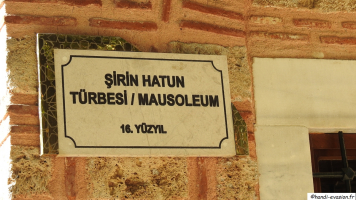 ŞİRİN HATUN
TÜRBESİ / MAUSOLEUM
16. YÜZYIL
©handi-evasion.fr